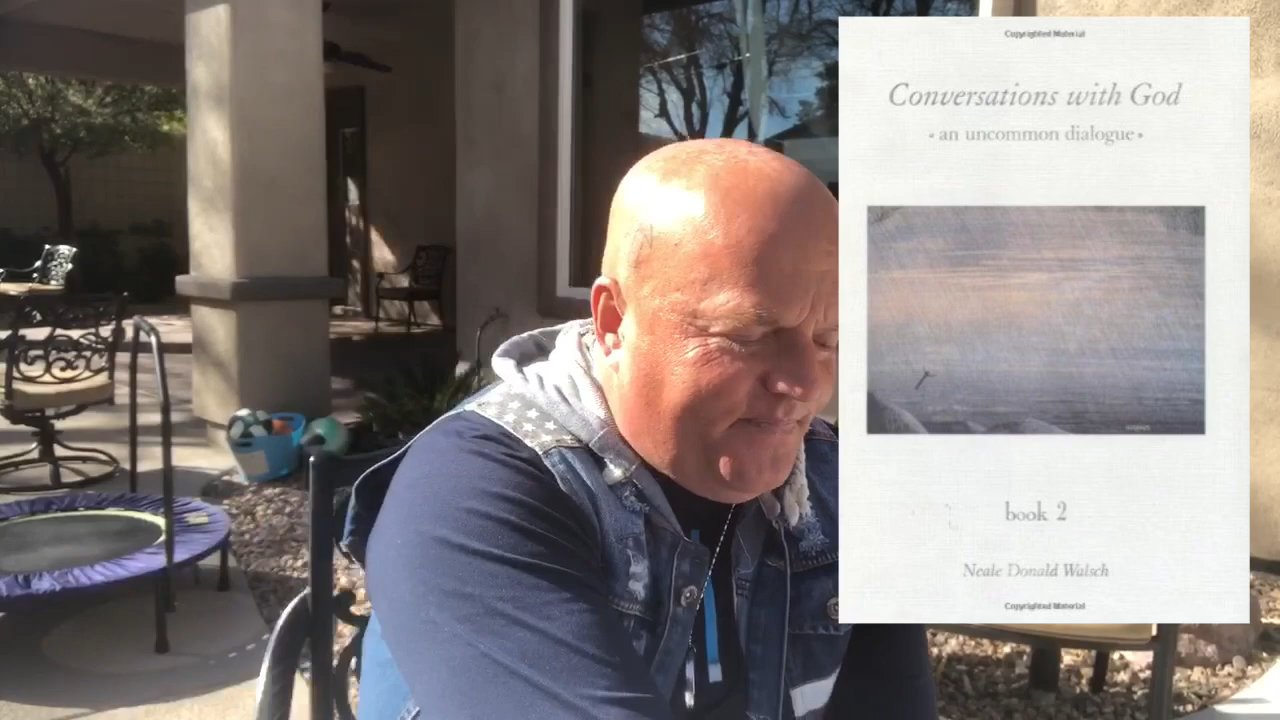 Copyrighted Material
Conversations with God
• an uncommon dialogue •
book 2
Neale Donald Walsch
Copyrighted Material